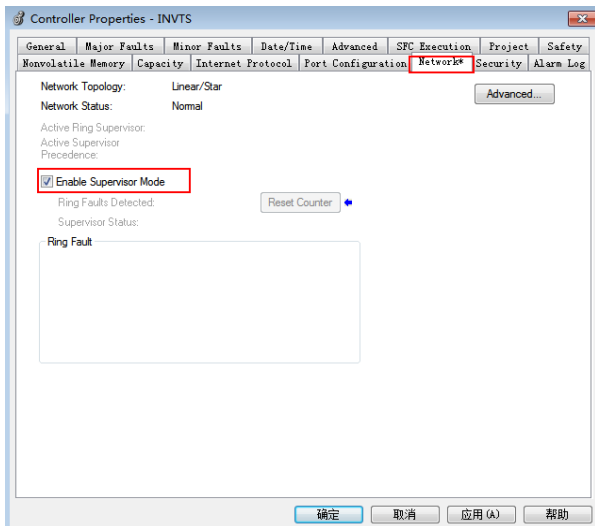 Controller Properties - INVTS
General Major Faults Minor Faults Date/Time Advanced SFC Execution Project Safety
Nonvolatile Memory Capacity Internet Protocol Port Configuration Network* Security Alarm Log
Network Topology: Linear/Star
Advanced...
Network Status: Normal
Active Ring Supervisor:
Active Supervisor
Precedence:
Enable Supervisor Mode
Ring Faults Detected: Reset Counter
Supervisor Status:
Ring Fault
确定 取消 应用(A) 帮助